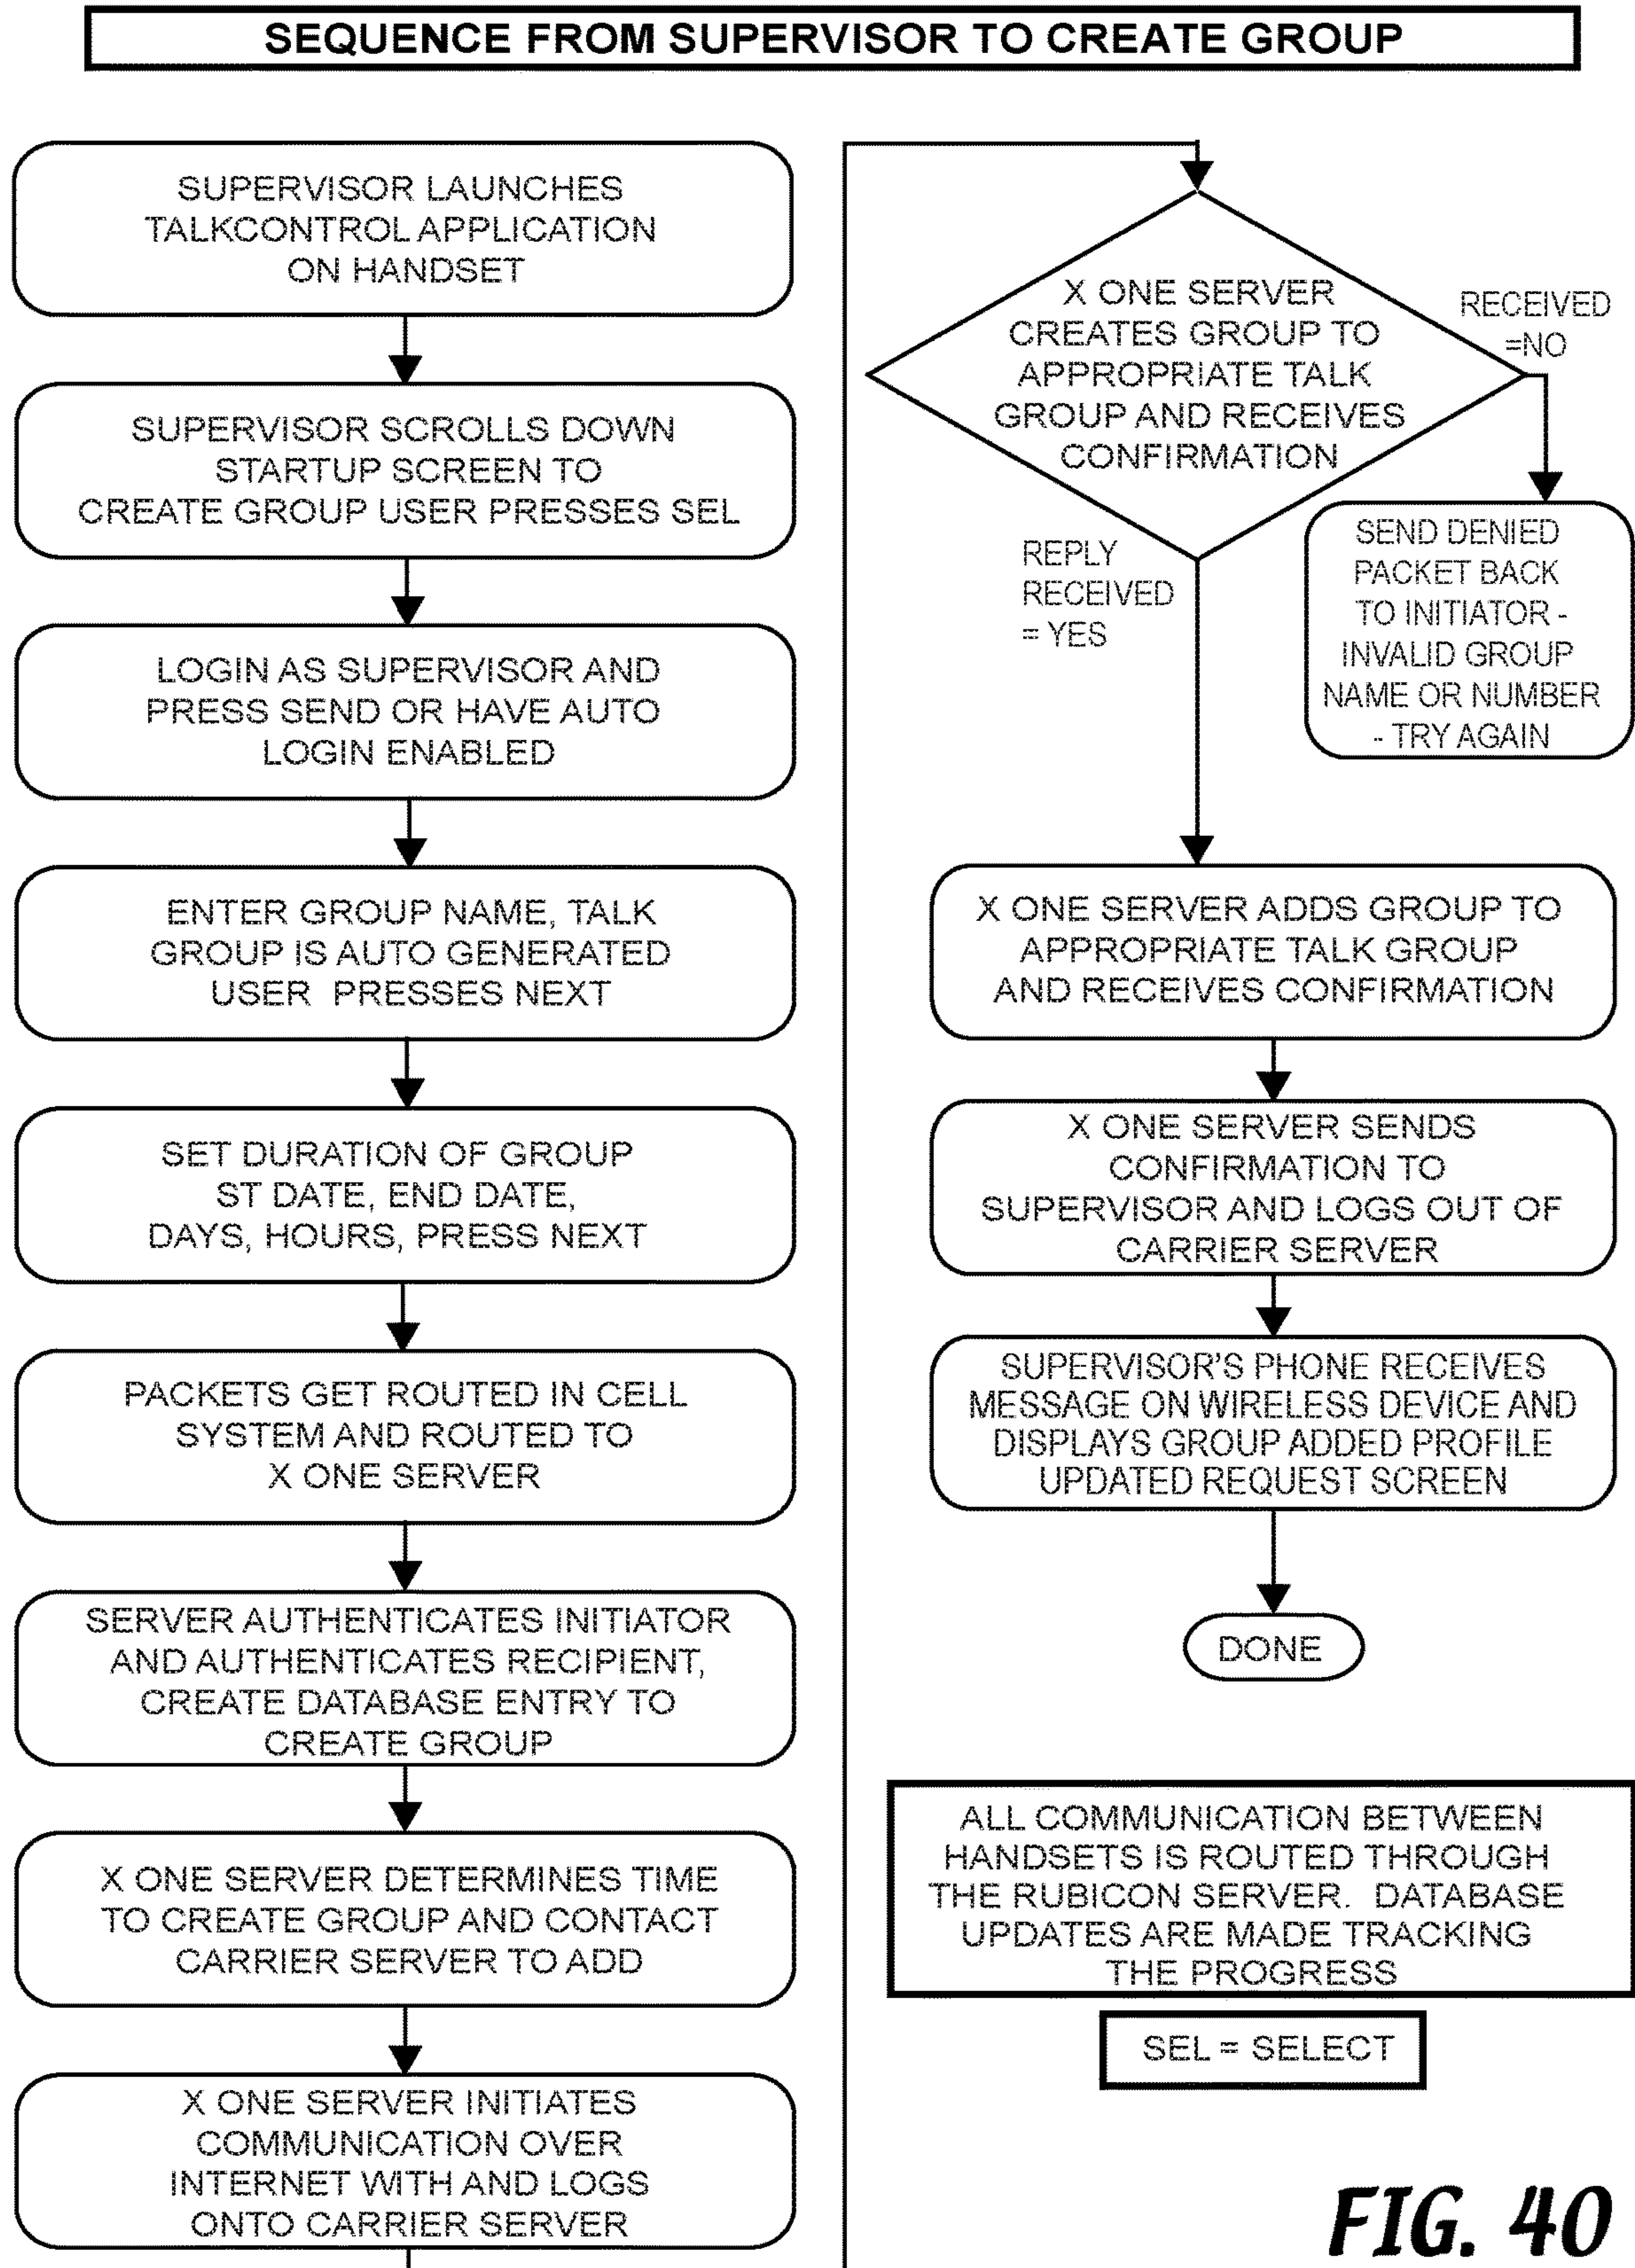 SEQUENCE FROM SUPERVISOR TO CREATE GROUP
SUPERVISOR LAUNCHES
TALKCONTROL APPLICATION
ON HANDSET
SUPERVISOR SCROLLS DOWN
STARTUP SCREEN TO
CREATE GROUP USER PRESSES SEL
LOGIN AS SUPERVISOR AND
PRESS SEND OR HAVE AUTO
LOGIN ENABLED
ENTER GROUP NAME, TALK
GROUP IS AUTO GENERATED
USER PRESSES NEXT
SET DURATION OF GROUP
ST DATE, END DATE,
DAYS, HOURS, PRESS NEXT
PACKETS GET ROUTED IN CELL
SYSTEM AND ROUTED TO
X ONE SERVER
SERVER AUTHENTICATES INITIATOR
AND AUTHENTICATES RECIPIENT,
CREATE DATABASE ENTRY TO
CREATE GROUP
X ONE SERVER DETERMINES TIME
TO CREATE GROUP AND CONTACT
CARRIER SERVER TO ADD
X ONE SERVER INITIATES
COMMUNICATION OVER
INTERNET WITH AND LOGS
ONTO CARRIER SERVER
X ONE SERVER
CREATES GROUP TO
APPROPRIATE TALK
GROUP AND RECEIVES
CONFIRMATION
RECEIVED
=NO
SEND DENIED
PACKET BACK
TO INITIATOR -
INVALID GROUP
NAME OR NUMBER
- TRY AGAIN
REPLY
RECEIVED
= YES
X ONE SERVER ADDS GROUP TO
APPROPRIATE TALK GROUP
AND RECEIVES CONFIRMATION
X ONE SERVER SENDS
CONFIRMATION TO
SUPERVISOR AND LOGS OUT OF
CARRIER SERVER
SUPERVISOR'S PHONE RECEIVES
MESSAGE ON WIRELESS DEVICE AND
DISPLAYS GROUP ADDED PROFILE
UPDATED REQUEST SCREEN
DONE
ALL COMMUNICATION BETWEEN
HANDSETS IS ROUTED THROUGH
THE RUBICON SERVER. DATABASE
UPDATES ARE MADE TRACKING
THE PROGRESS
SEL = SELECT
FIG. 40